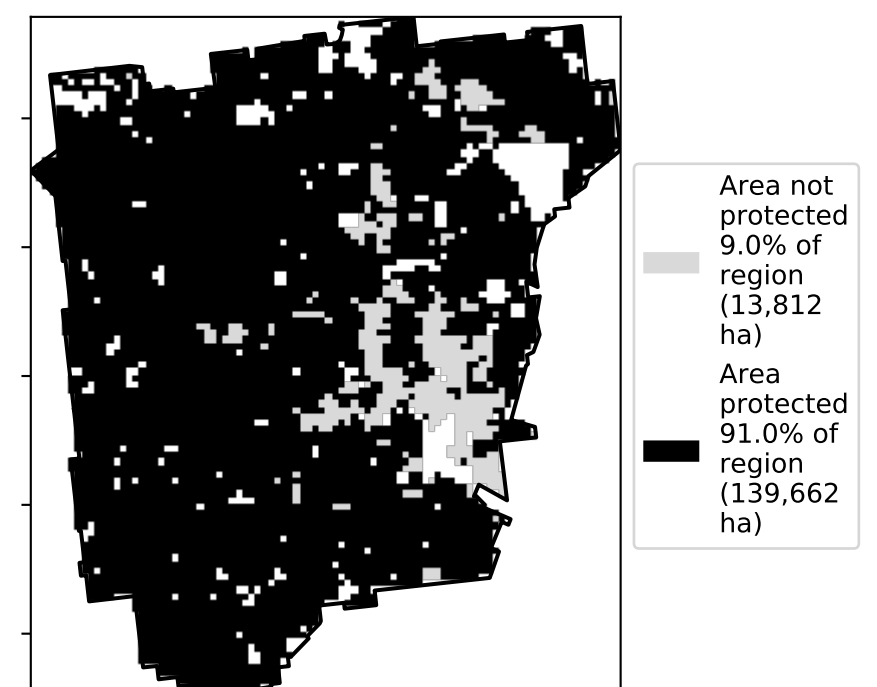 Area not
protected
9.0% of
region
(13,812
ha)
Area
protected
91.0% of
region
(139,662
ha)